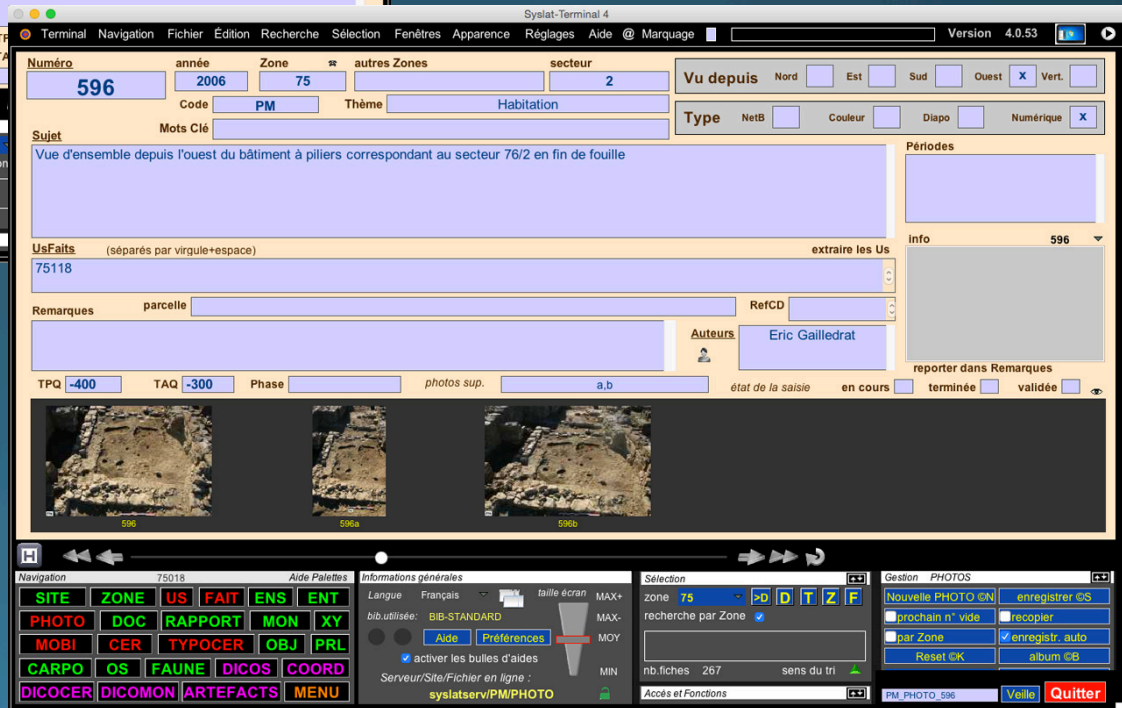 Syslat-Terminal 4
Terminal Navigation Fichier Édition Recherche Sélection Fenêtres Apparence Réglages Aide @ Marquage Version 4.0.53
Numéro année Zone autres Zones secteur
596 2006 75 2
Code PM Thème Habitation
Mots Clé
Vu depuis Nord Est Sud Ouest X Vert.
Type NetB Couleur Diapo Numérique X
Sujet
Vue d'ensemble depuis l'ouest du bâtiment à piliers correspondant au secteur 76/2 en fin de fouille
Périodes
UsFaits (séparés par virgule+espace) extraire les Us
75118
info 596
Remarques parcelle RefCD
Auteurs Eric Gailledrat
reporter dans Remarques
TPQ -400 TAQ -300 Phase photos sup. a,b état de la saisie en cours terminée validée
596 596a 596b
H
Navigation 75018 Aide Palettes
SITE ZONE US FAIT ENS ENT
PHOTO DOC RAPPORT MON XY
MOBI CER TYPOCER OBJ PRL
CARPO OS FAUNE DICOS COORD
DICOCER DICOMON ARTEFACTS MENU
Informations générales
Langue Français taille écran MAX+
bib.utilisée: BIB-STANDARD MAX-
Aide Préférences MOY
activer les bulles d'aides
MIN
Serveur/Site/Fichier en ligne :
syslatserv/PM/PHOTO
Sélection
zone 75 >D D T Z F
recherche par Zone
nb.fiches 267 sens du tri
Accés et Fonctions
Gestion PHOTOS
Nouvelle PHOTO ©N enregistrer ©S
prochain n° vide recopier
par Zone enregistr. auto
Reset ©K album ©B
PM_PHOTO_596 Veille Quitter